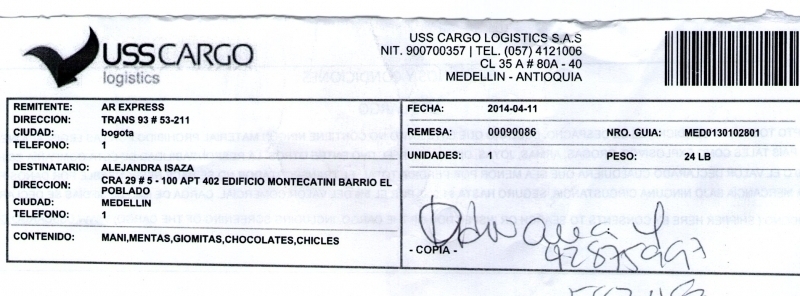 USS CARGO
logistics
USS CARGO LOGISTICS S.A.S
NIT. 900700357 | TEL. (057) 4121006
CL 35 A # 80A - 40
MEDELLIN - ANTIOQUIA
REMITENTE: AR EXPRESS
DIRECCION: TRANS 93 # 53-211
CIUDAD: bogota
TELEFONO: 1
DESTINATARIO: ALEJANDRA ISAZA
DIRECCION: CRA 29 # 5 - 100 APT 402 EDIFICIO MONTECATINI BARRIO EL
POBLADO
CIUDAD: MEDELLIN
TELEFONO: 1
CONTENIDO: MANI,MENTAS,GIOMITAS,CHOCOLATES,CHICLES
FECHA: 2014-04-11
REMESA: 00090086 NRO. GUIA: MED0130102801
UNIDADES: 1 PESO: 24 LB
- COPIA -
42875997